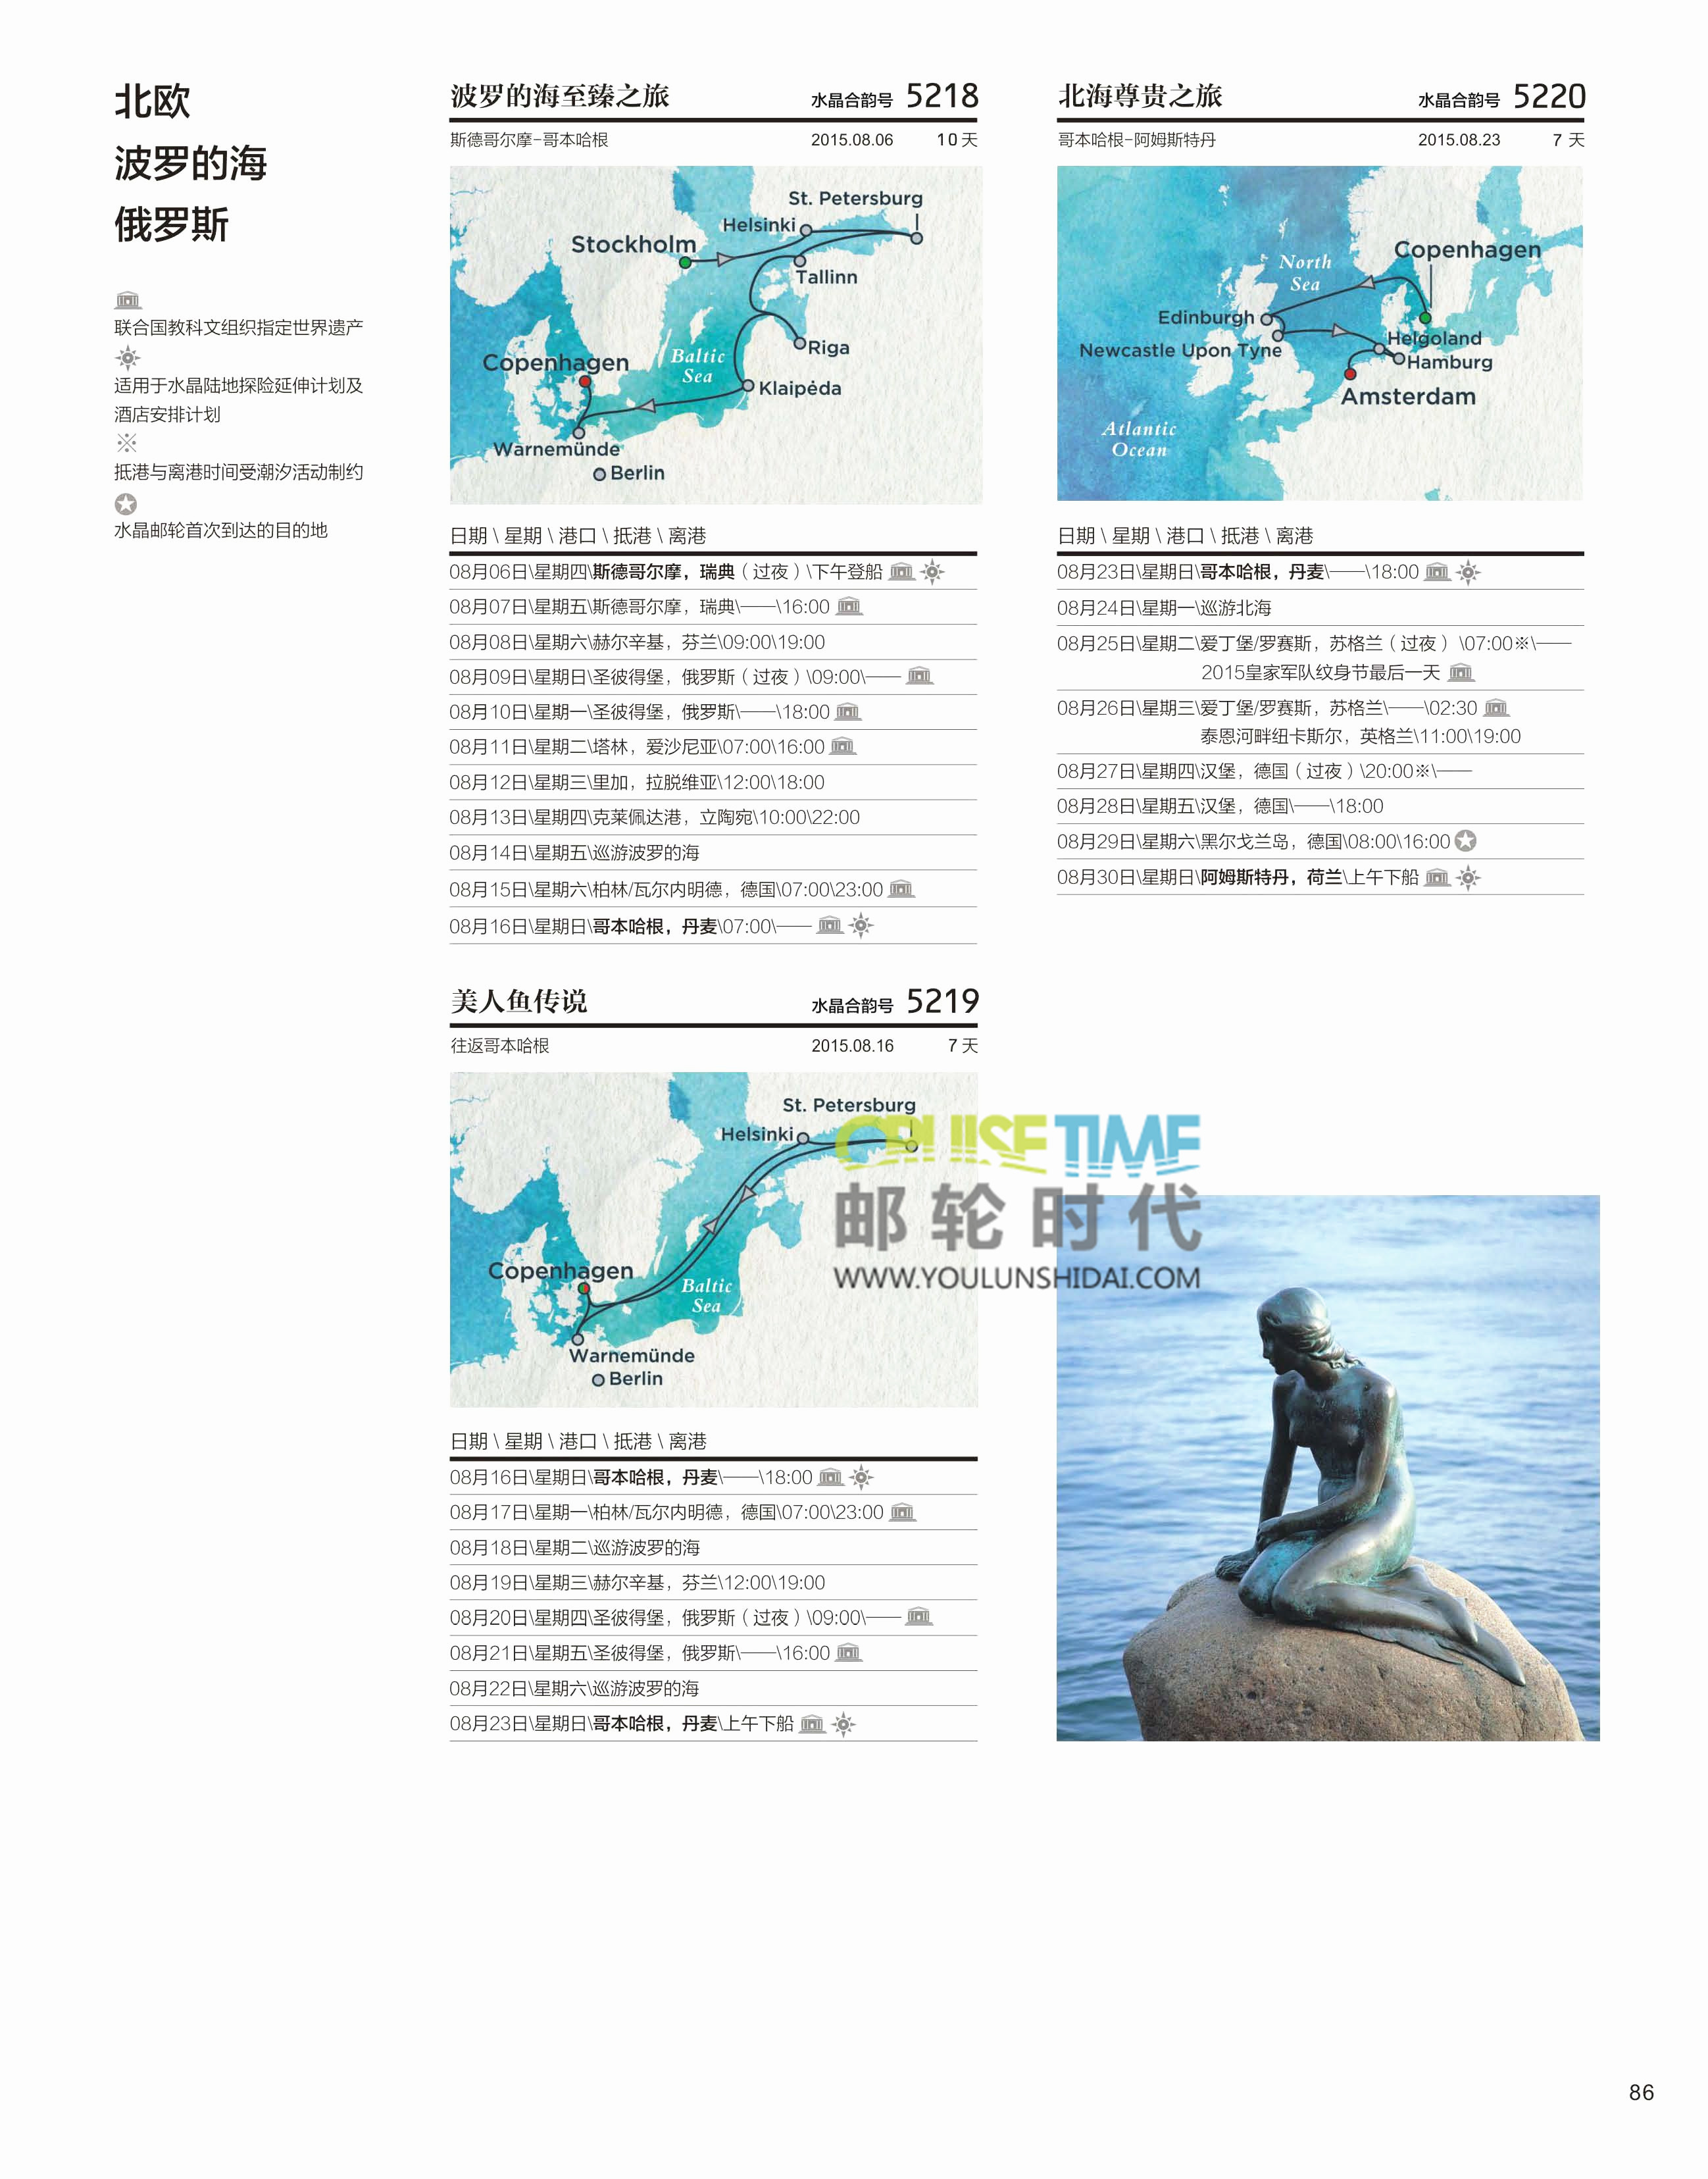 北欧
波罗的海
俄罗斯
联合国教科文组织指定世界遗产
适用于水晶陆地探险延伸计划及
酒店安排计划
※
抵港与离港时间受潮汐活动制约
水晶邮轮首次到达的目的地
波罗的海至臻之旅 水晶合韵号 5218
斯德哥尔摩-哥本哈根 2015.08.06 10 天
St. Petersburg
Helsinki
Stockholm
Tallinn
Riga
Copenhagen
Baltic
Sea
Klaipėda
Warnemünde
Berlin
日期 \ 星期 \ 港口 \ 抵港 \ 离港
08月06日\星期四\斯德哥尔摩，瑞典（过夜）\下午登船
08月07日\星期五\斯德哥尔摩，瑞典\——\16:00
08月08日\星期六\赫尔辛基，芬兰\09:00\19:00
08月09日\星期日\圣彼得堡，俄罗斯（过夜）\09:00\——
08月10日\星期一\圣彼得堡，俄罗斯\——\18:00
08月11日\星期二\塔林，爱沙尼亚\07:00\16:00
08月12日\星期三\里加，拉脱维亚\12:00\18:00
08月13日\星期四\克莱佩达港，立陶宛\10:00\22:00
08月14日\星期五\巡游波罗的海
08月15日\星期六\柏林/瓦尔内明德，德国\07:00\23:00
08月16日\星期日\哥本哈根，丹麦\07:00\——
北海尊贵之旅 水晶合韵号 5220
哥本哈根-阿姆斯特丹 2015.08.23 7 天
Copenhagen
North
Sea
Edinburgh
Newcastle Upon Tyne
Helgoland
Hamburg
Amsterdam
Atlantic
Ocean
日期 \ 星期 \ 港口 \ 抵港 \ 离港
08月23日\星期日\哥本哈根，丹麦\——\18:00
08月24日\星期一\巡游北海
08月25日\星期二\爱丁堡/罗赛斯，苏格兰（过夜）\07:00※\——
2015皇家军队纹身节最后一天
08月26日\星期三\爱丁堡/罗赛斯，苏格兰\——\02:30
泰恩河畔纽卡斯尔，英格兰\11:00\19:00
08月27日\星期四\汉堡，德国（过夜）\20:00※\——
08月28日\星期五\汉堡，德国\——\18:00
08月29日\星期六\黑尔戈兰岛，德国\08:00\16:00
08月30日\星期日\阿姆斯特丹，荷兰\上午下船
美人鱼传说 水晶合韵号 5219
往返哥本哈根 2015.08.16 7 天
St. Petersburg
Helsinki
Copenhagen
Baltic
Sea
Warnemünde
Berlin
CRUISETIME
邮轮时代
WWW.YOULUNSHIDAI.COM
日期 \ 星期 \ 港口 \ 抵港 \ 离港
08月16日\星期日\哥本哈根，丹麦\——\18:00
08月17日\星期一\柏林/瓦尔内明德，德国\07:00\23:00
08月18日\星期二\巡游波罗的海
08月19日\星期三\赫尔辛基，芬兰\12:00\19:00
08月20日\星期四\圣彼得堡，俄罗斯（过夜）\09:00\——
08月21日\星期五\圣彼得堡，俄罗斯\——\16:00
08月22日\星期六\巡游波罗的海
08月23日\星期日\哥本哈根，丹麦\上午下船
86